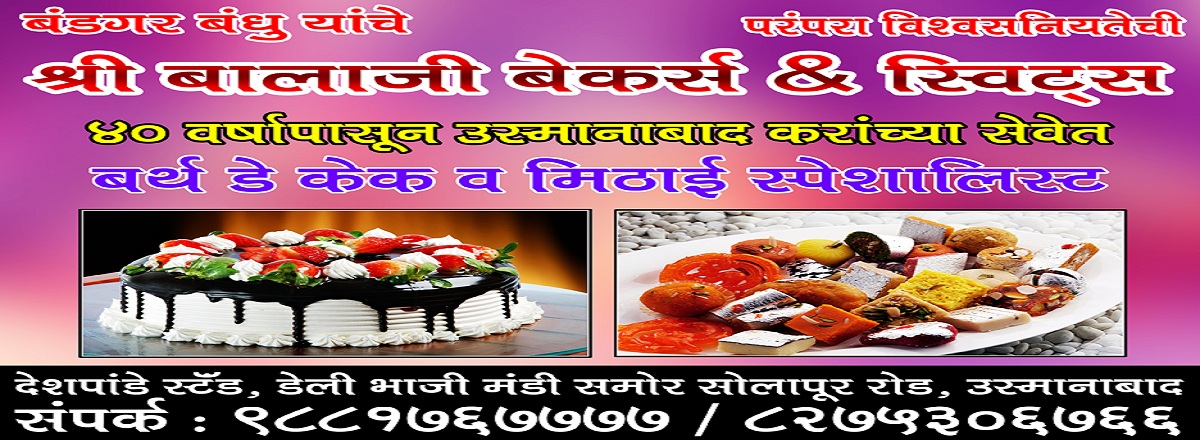 बंडगर बंधु यांचे परंपरा विश्वसनियतेची
श्री बालाजी बेकर्स & स्विट्स
४० वर्षापासून उस्मानाबाद करांच्या सेवेत
बर्थ डे केक व मिठाई स्पेशालिस्ट
देशपांडे स्टॅंड, डेली भाजी मंडी समोर सोलापूर रोड, उस्मानाबाद
संपर्क : ९८८१७६७७७७ / ८२७५३०६७६६